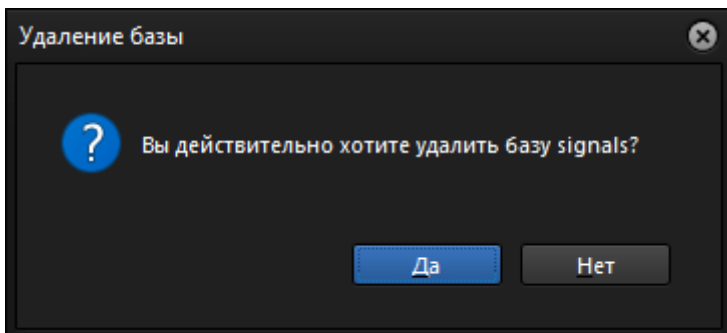 Удаление базы
?
Вы действительно хотите удалить базу signals?
Да
Нет